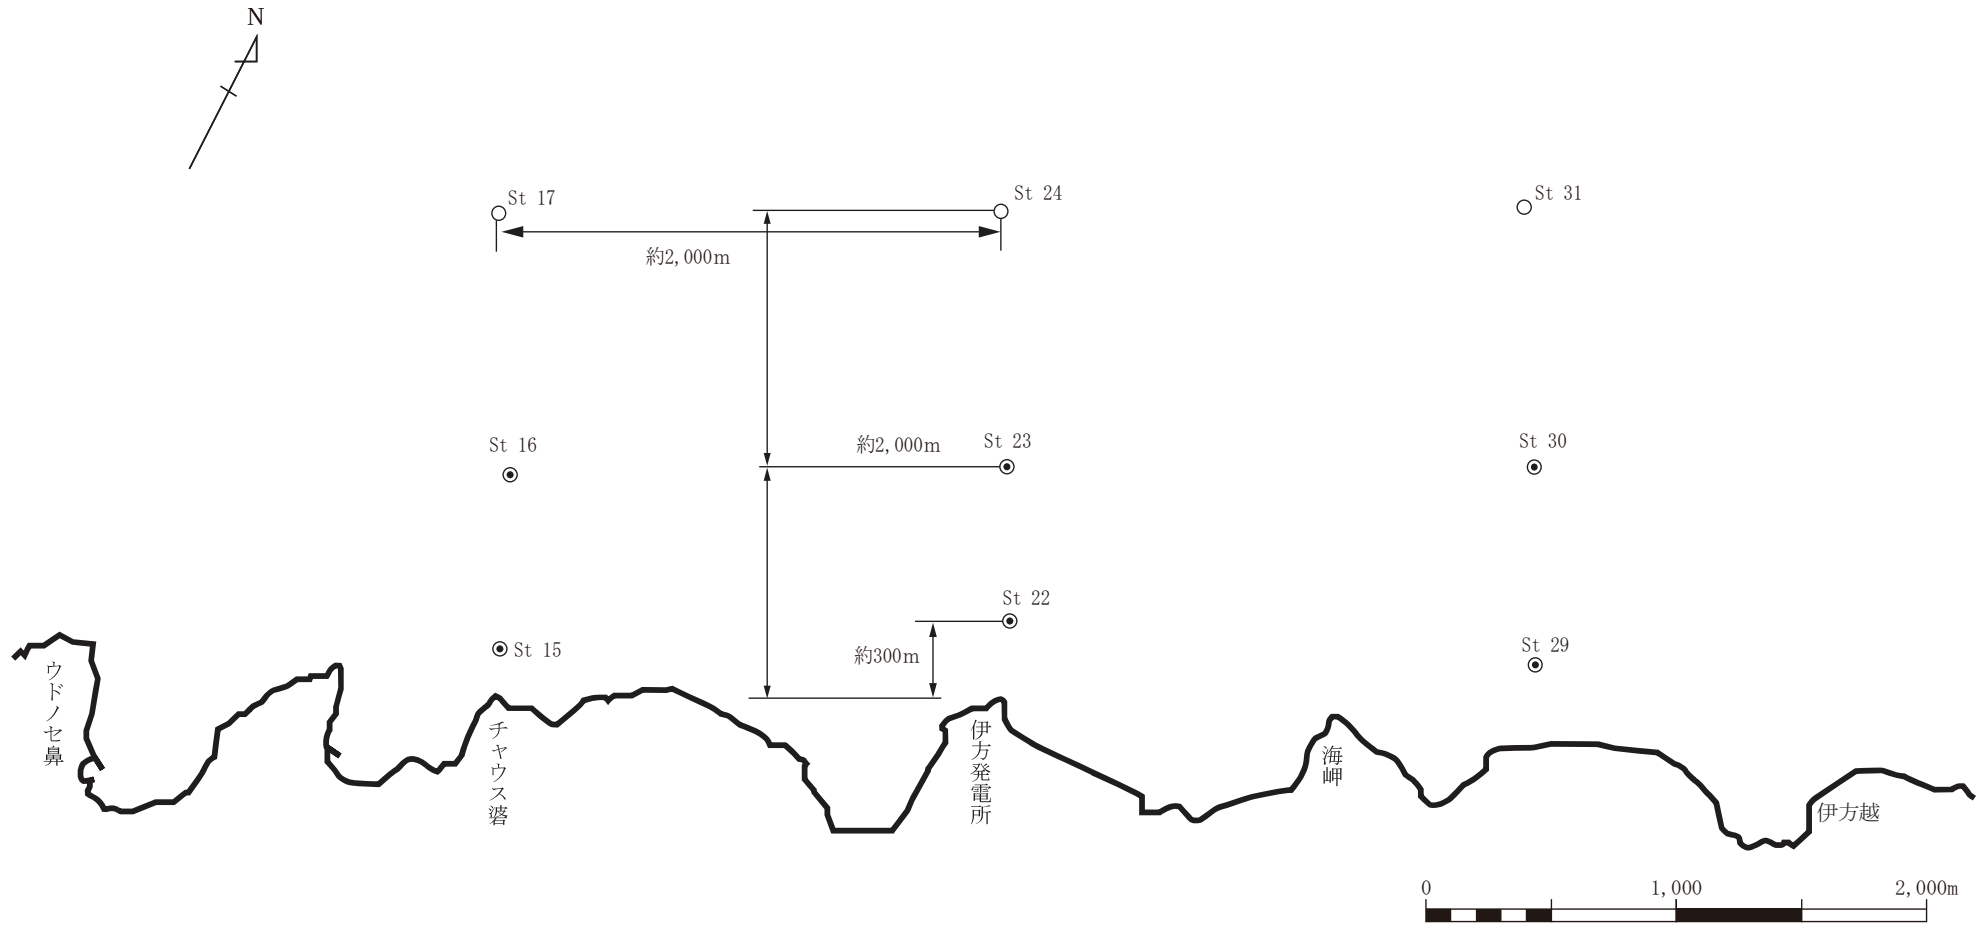 N
St 17
St 24
St 31
約2,000m
St 16
約2,000m
St 23
St 30
St 22
St 15
約300m
St 29
ウドノセ鼻
チャウス碆
伊方発電所
海岬
伊方越
0
1,000
2,000m